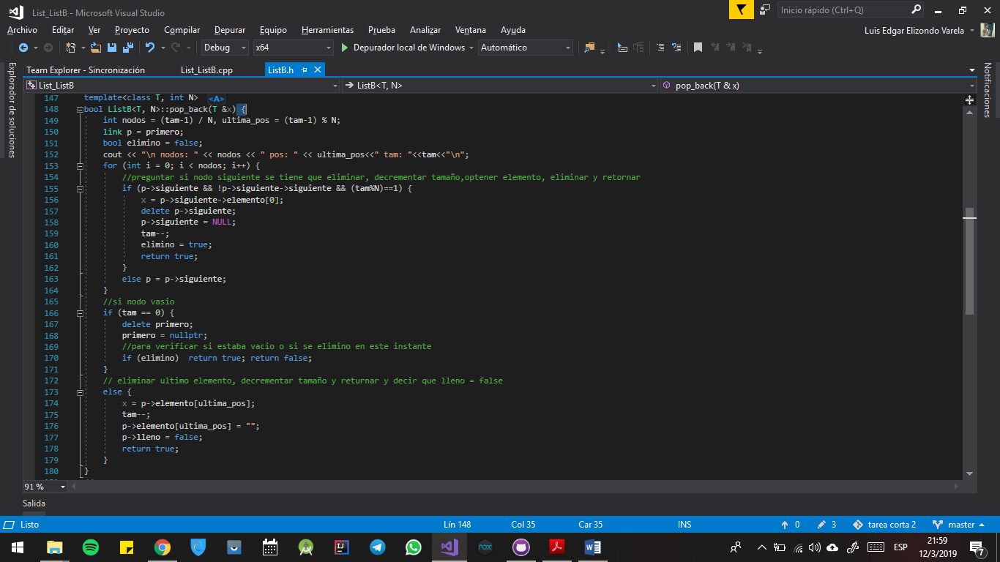 List_ListB - Microsoft Visual Studio
Inicio rápido (Ctrl+Q)
Archivo Editar Ver Proyecto Compilar Depurar Equipo Herramientas Prueba Analizar Ventana Ayuda
Luis Edgar Elizondo Varela
Debug x64 Depurador local de Windows Automático
Explorador de soluciones
Team Explorer - Sincronización List_ListB.cpp ListB.h
Notificaciones
List_ListB ListB<T, N> pop_back(T & x)
147 template<class T, int N> <A>
148 bool ListB<T, N>::pop_back(T &x) {
149 int nodos = (tam-1) / N, ultima_pos = (tam-1) % N;
150 link p = primero;
151 bool elimino = false;
152 cout << "\n nodos: " << nodos << " pos: " << ultima_pos<<" tam: "<<tam<<"\n";
153 for (int i = 0; i < nodos; i++) {
154 //preguntar si nodo siguiente se tiene que eliminar, decrementar tamaño,optener elemento, eliminar y retornar
155 if (p->siguiente && !p->siguiente->siguiente && (tam%N)==1) {
156 x = p->siguiente->elemento[0];
157 delete p->siguiente;
158 p->siguiente = NULL;
159 tam--;
160 elimino = true;
161 return true;
162 }
163 else p = p->siguiente;
164 }
165 //si nodo vasio
166 if (tam == 0) {
167 delete primero;
168 primero = nullptr;
169 //para verificar si estaba vacio o si se elimino en este instante
170 if (elimino) return true; return false;
171 }
172 // eliminar ultimo elemento, decrementar tamaño y returnar y decir que lleno = false
173 else {
174 x = p->elemento[ultima_pos];
175 tam--;
176 p->elemento[ultima_pos] = "";
177 p->lleno = false;
178 return true;
179 }
180 }
91 %
Salida
Listo Lín 148 Col 35 Car 35 INS 0 3 tarea corta 2 master
ESP
21:59
12/3/2019
7